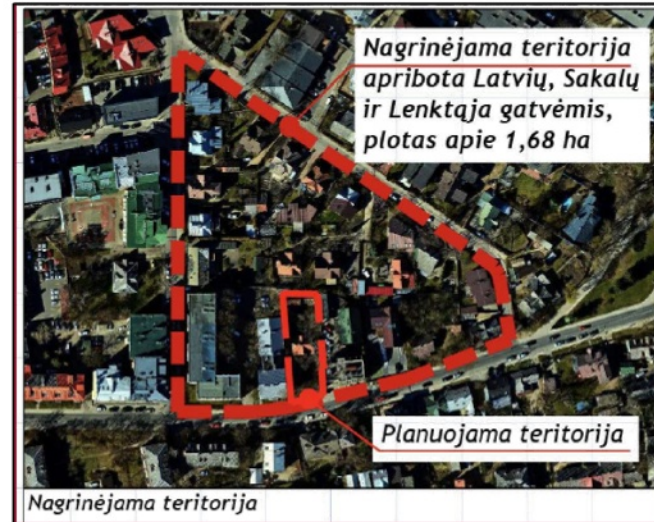 Nagrinėjama teritorija
apribota Latvių, Sakalų
ir Lenktąja gatvėmis,
plotas apie 1,68 ha
Planuojama teritorija
Nagrinėjama teritorija